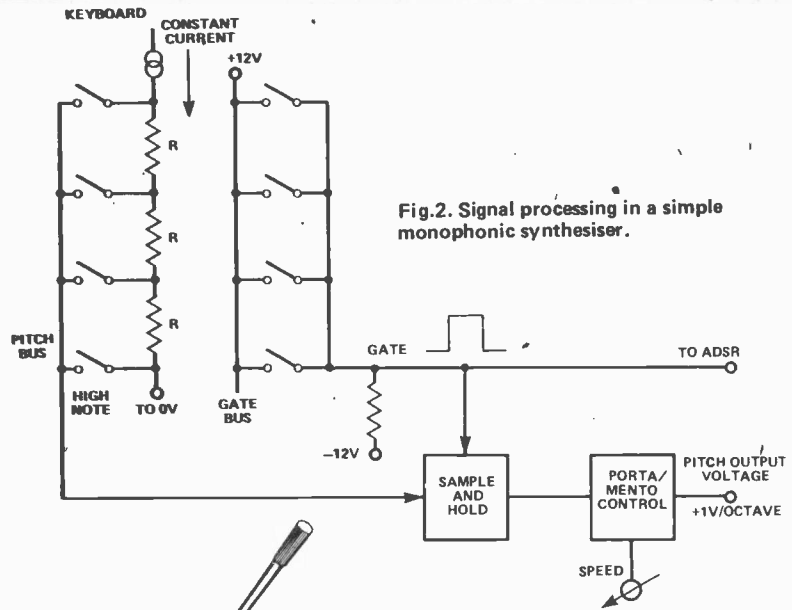 KEYBOARD
CONSTANT
CURRENT
+12V
R
R
R
Fig.2. Signal processing in a simple
monophonic synthesiser.
PITCH
BUS
HIGH
NOTE
TO 0V
GATE
BUS
GATE
TO ADSR
−12V
SAMPLE
AND
HOLD
PORTA/
MENTO
CONTROL
PITCH OUTPUT
VOLTAGE
+1V/OCTAVE
SPEED